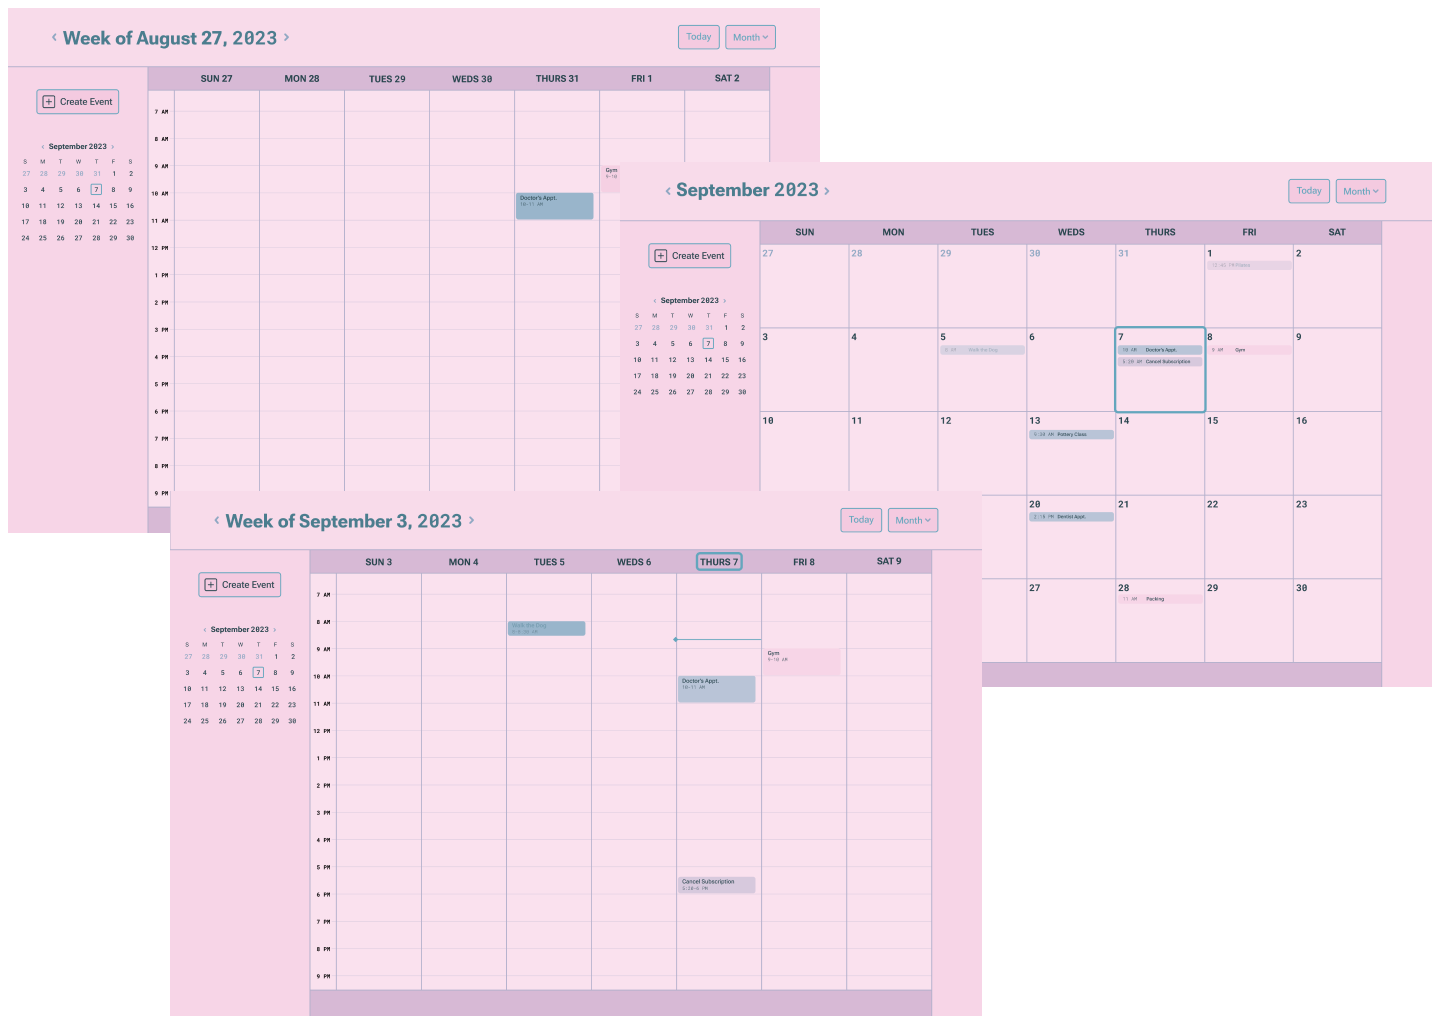 ‹ Week of August 27, 2023 ›
Today
Month
SUN 27 MON 28 TUES 29 WEDS 30 THURS 31 FRI 1 SAT 2
Create Event
‹ September 2023 ›
S M T W T F S
27 28 29 30 31 1 2
3 4 5 6 7 8 9
10 11 12 13 14 15 16
17 18 19 20 21 22 23
24 25 26 27 28 29 30
7 AM
8 AM
9 AM
10 AM
11 AM
12 PM
1 PM
2 PM
3 PM
4 PM
5 PM
6 PM
7 PM
8 PM
9 PM
Gym
9-10
Doctor's Appt.
10-11 AM
‹ September 2023 ›
Today
Month
SUN MON TUES WEDS THURS FRI SAT
Create Event
‹ September 2023 ›
S M T W T F S
27 28 29 30 31 1 2
3 4 5 6 7 8 9
10 11 12 13 14 15 16
17 18 19 20 21 22 23
24 25 26 27 28 29 30
27 28 29 30 31 1 2
3 4 5 6 7 8 9
Walk the Dog
10 AM Doctor's Appt.
Cancel Subscription
9 AM Gym
10 11 12 13 14 15 16
Pottery Class
20 21 22 23
Dentist Appt.
27 28 29 30
11 AM Packing
‹ Week of September 3, 2023 ›
Today
Month
SUN 3 MON 4 TUES 5 WEDS 6 THURS 7 FRI 8 SAT 9
Create Event
‹ September 2023 ›
S M T W T F S
27 28 29 30 31 1 2
3 4 5 6 7 8 9
10 11 12 13 14 15 16
17 18 19 20 21 22 23
24 25 26 27 28 29 30
7 AM
8 AM
9 AM
10 AM
11 AM
12 PM
1 PM
2 PM
3 PM
4 PM
5 PM
6 PM
7 PM
8 PM
9 PM
Walk the Dog
8-8:30 AM
Gym
9-10 AM
Doctor's Appt.
10-11 AM
Cancel Subscription
5:20-6 PM